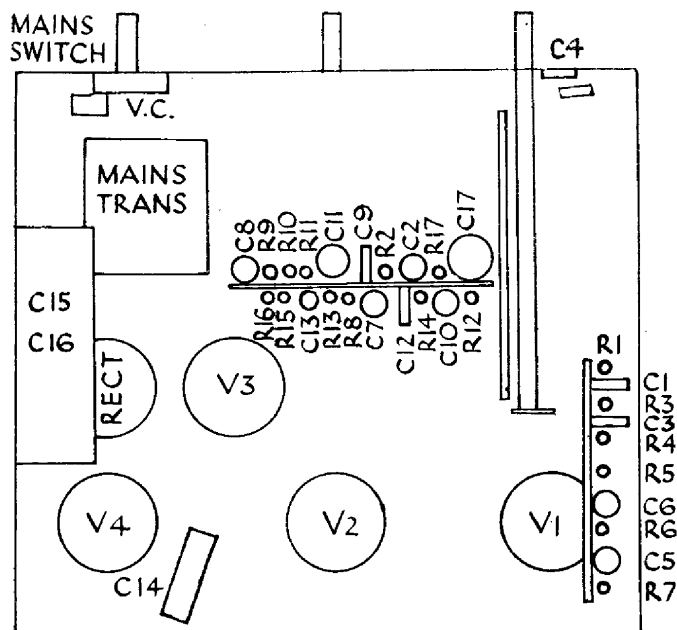 MAINS
SWITCH
C4
V.C.
MAINS
TRANS
C8
R9
R10
R11
C11
C9
R2
C2
R17
C17
C15
C16
R16
R15
C13
R13
R8
C7
C12
R14
C10
R12
RECT
V3
R1
C1
R3
C3
R4
R5
C6
R6
C5
R7
V4
V2
V1
C14